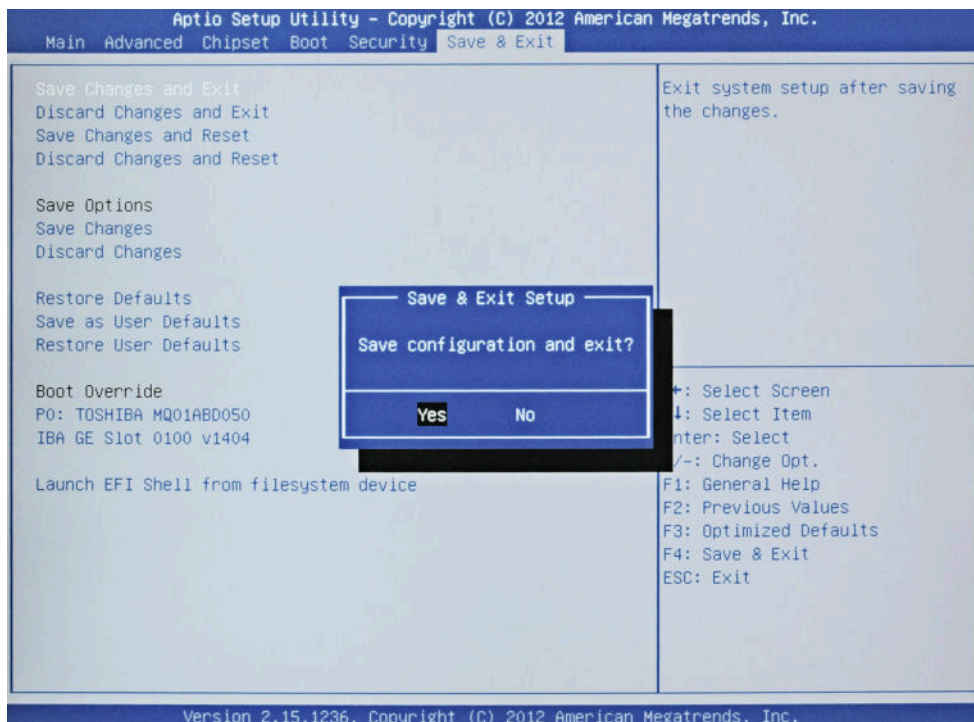 Aptio Setup Utility – Copyright (C) 2012 American Megatrends, Inc.
Main Advanced Chipset Boot Security Save & Exit
Save Changes and Exit
Discard Changes and Exit
Save Changes and Reset
Discard Changes and Reset
Save Options
Save Changes
Discard Changes
Restore Defaults
Save as User Defaults
Restore User Defaults
Boot Override
P0: TOSHIBA MQ01ABD050
IBA GE Slot 0100 v1404
Launch EFI Shell from filesystem device
Save & Exit Setup
Save configuration and exit?
Yes No
Exit system setup after saving
the changes.
: Select Screen
: Select Item
nter: Select
/-: Change Opt.
F1: General Help
F2: Previous Values
F3: Optimized Defaults
F4: Save & Exit
ESC: Exit
Version 2.15.1236. Copyright (C) 2012 American Megatrends, Inc.